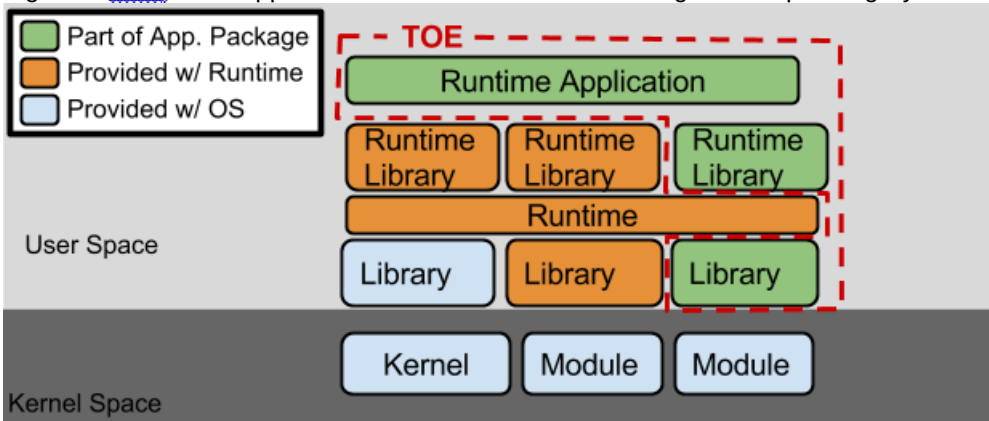 Part of App. Package
Provided w/ Runtime
Provided w/ OS
TOE
Runtime Application
Runtime
Library
Runtime
Library
Runtime
Library
Runtime
User Space
Library
Library
Library
Kernel
Module
Module
Kernel Space